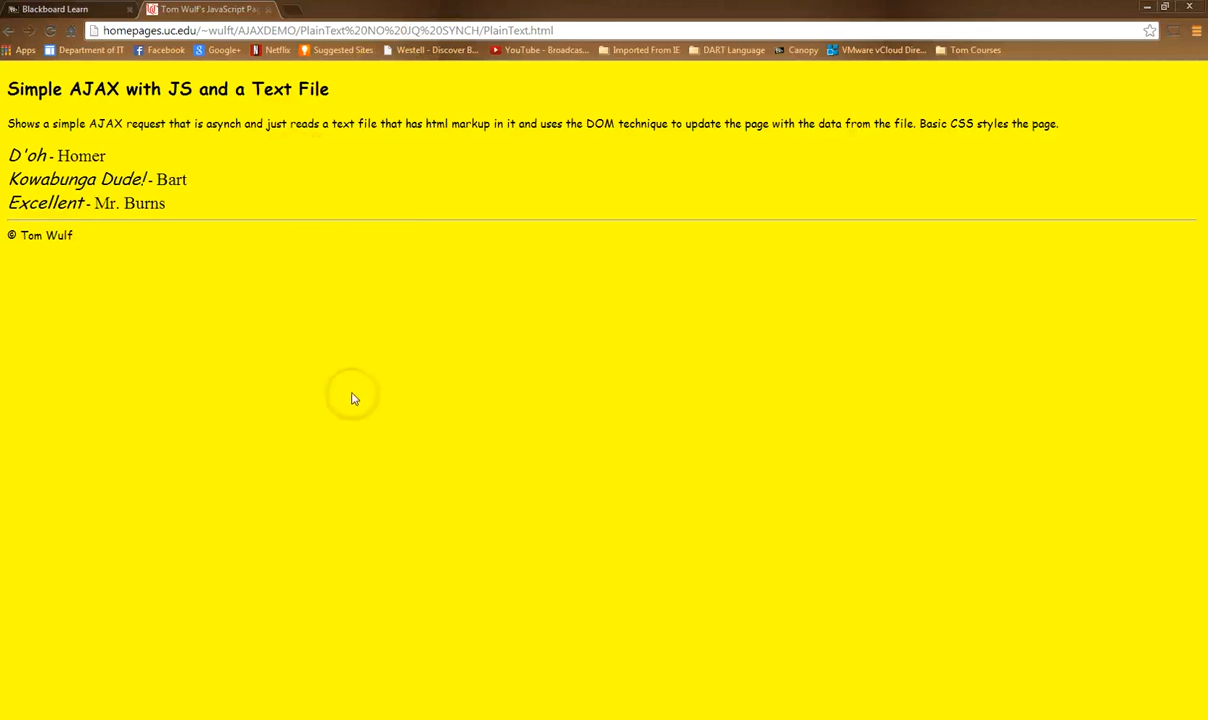 Blackboard Learn
Tom Wulf's JavaScript Pag
homepages.uc.edu/~wulft/AJAXDEMO/PlainText%20NO%20JQ%20SYNCH/PlainText.html
Apps Department of IT Facebook Google+ Netflix Suggested Sites Westell - Discover B... YouTube - Broadcas... Imported From IE DART Language Canopy VMware vCloud Dire... Tom Courses
Simple AJAX with JS and a Text File
Shows a simple AJAX request that is asynch and just reads a text file that has html markup in it and uses the DOM technique to update the page with the data from the file. Basic CSS styles the page.
D'oh - Homer
Kowabunga Dude! - Bart
Excellent - Mr. Burns
© Tom Wulf